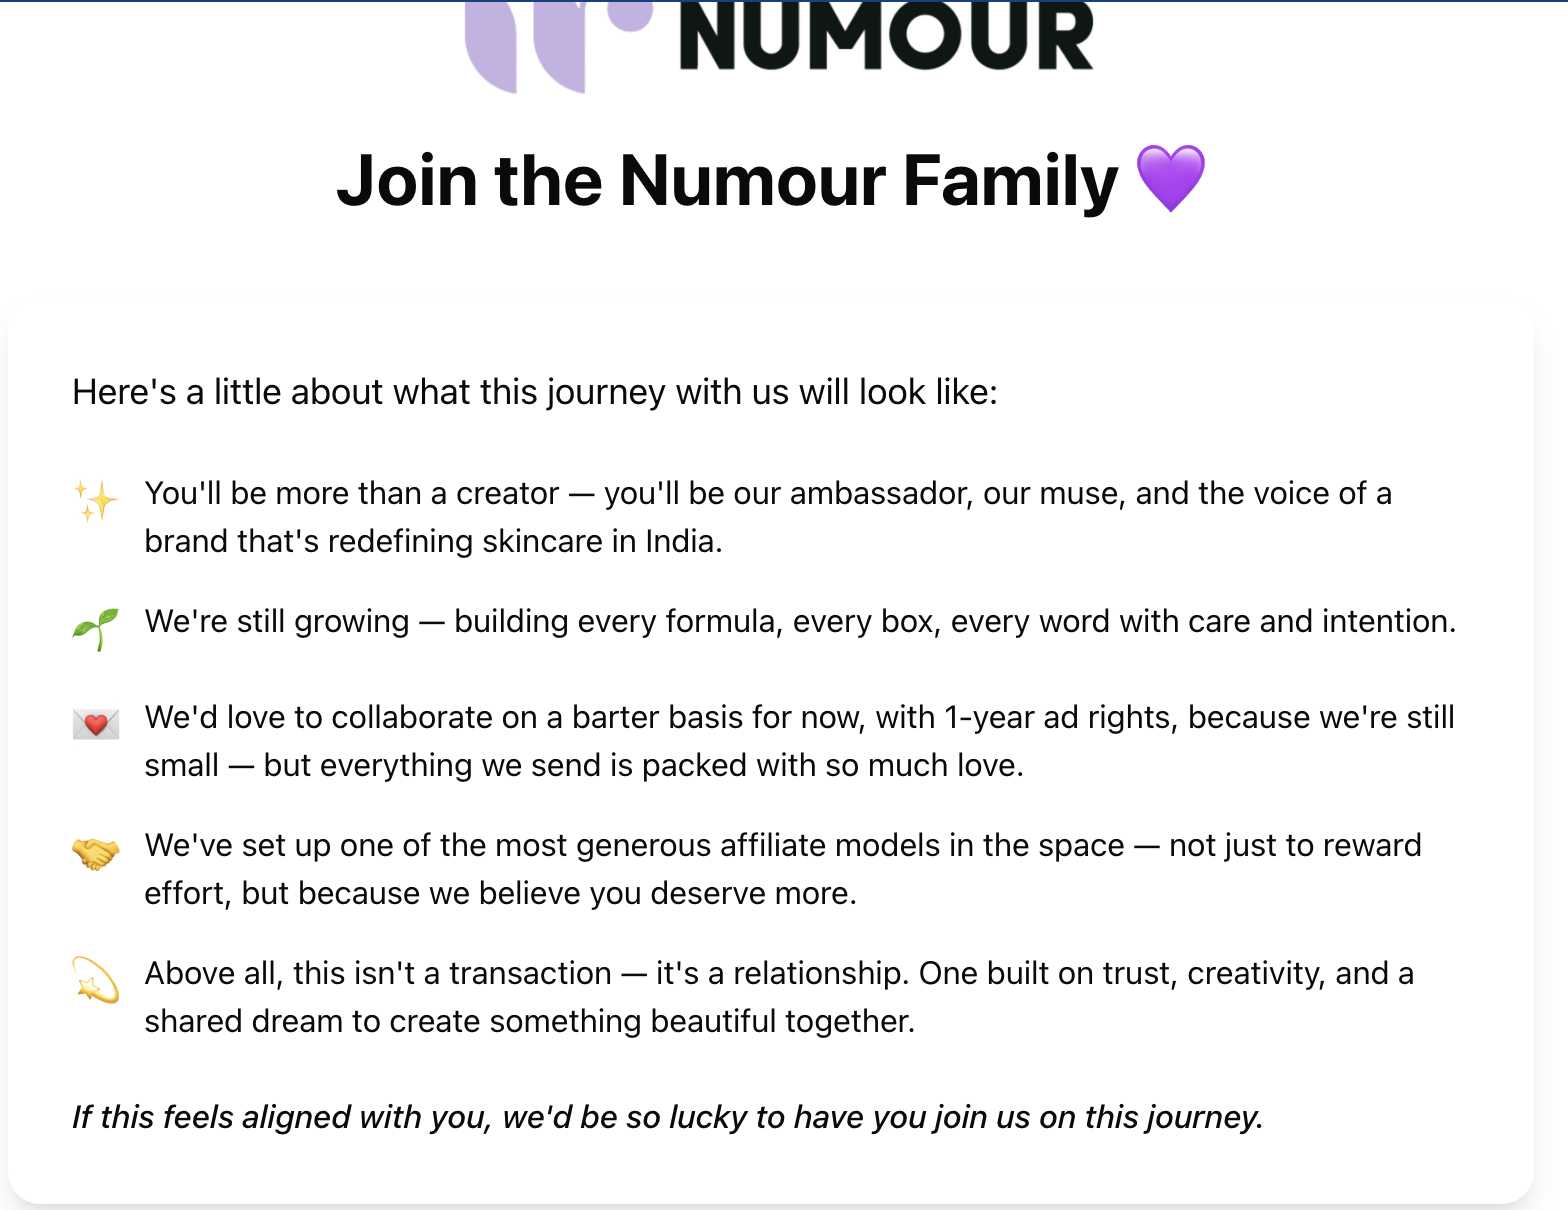 NUMOUR
Join the Numour Family 💜
Here's a little about what this journey with us will look like:
✨ You'll be more than a creator — you'll be our ambassador, our muse, and the voice of a
brand that's redefining skincare in India.
🌱 We're still growing — building every formula, every box, every word with care and intention.
💌 We'd love to collaborate on a barter basis for now, with 1-year ad rights, because we're still
small — but everything we send is packed with so much love.
🤝 We've set up one of the most generous affiliate models in the space — not just to reward
effort, but because we believe you deserve more.
💫 Above all, this isn't a transaction — it's a relationship. One built on trust, creativity, and a
shared dream to create something beautiful together.
If this feels aligned with you, we'd be so lucky to have you join us on this journey.